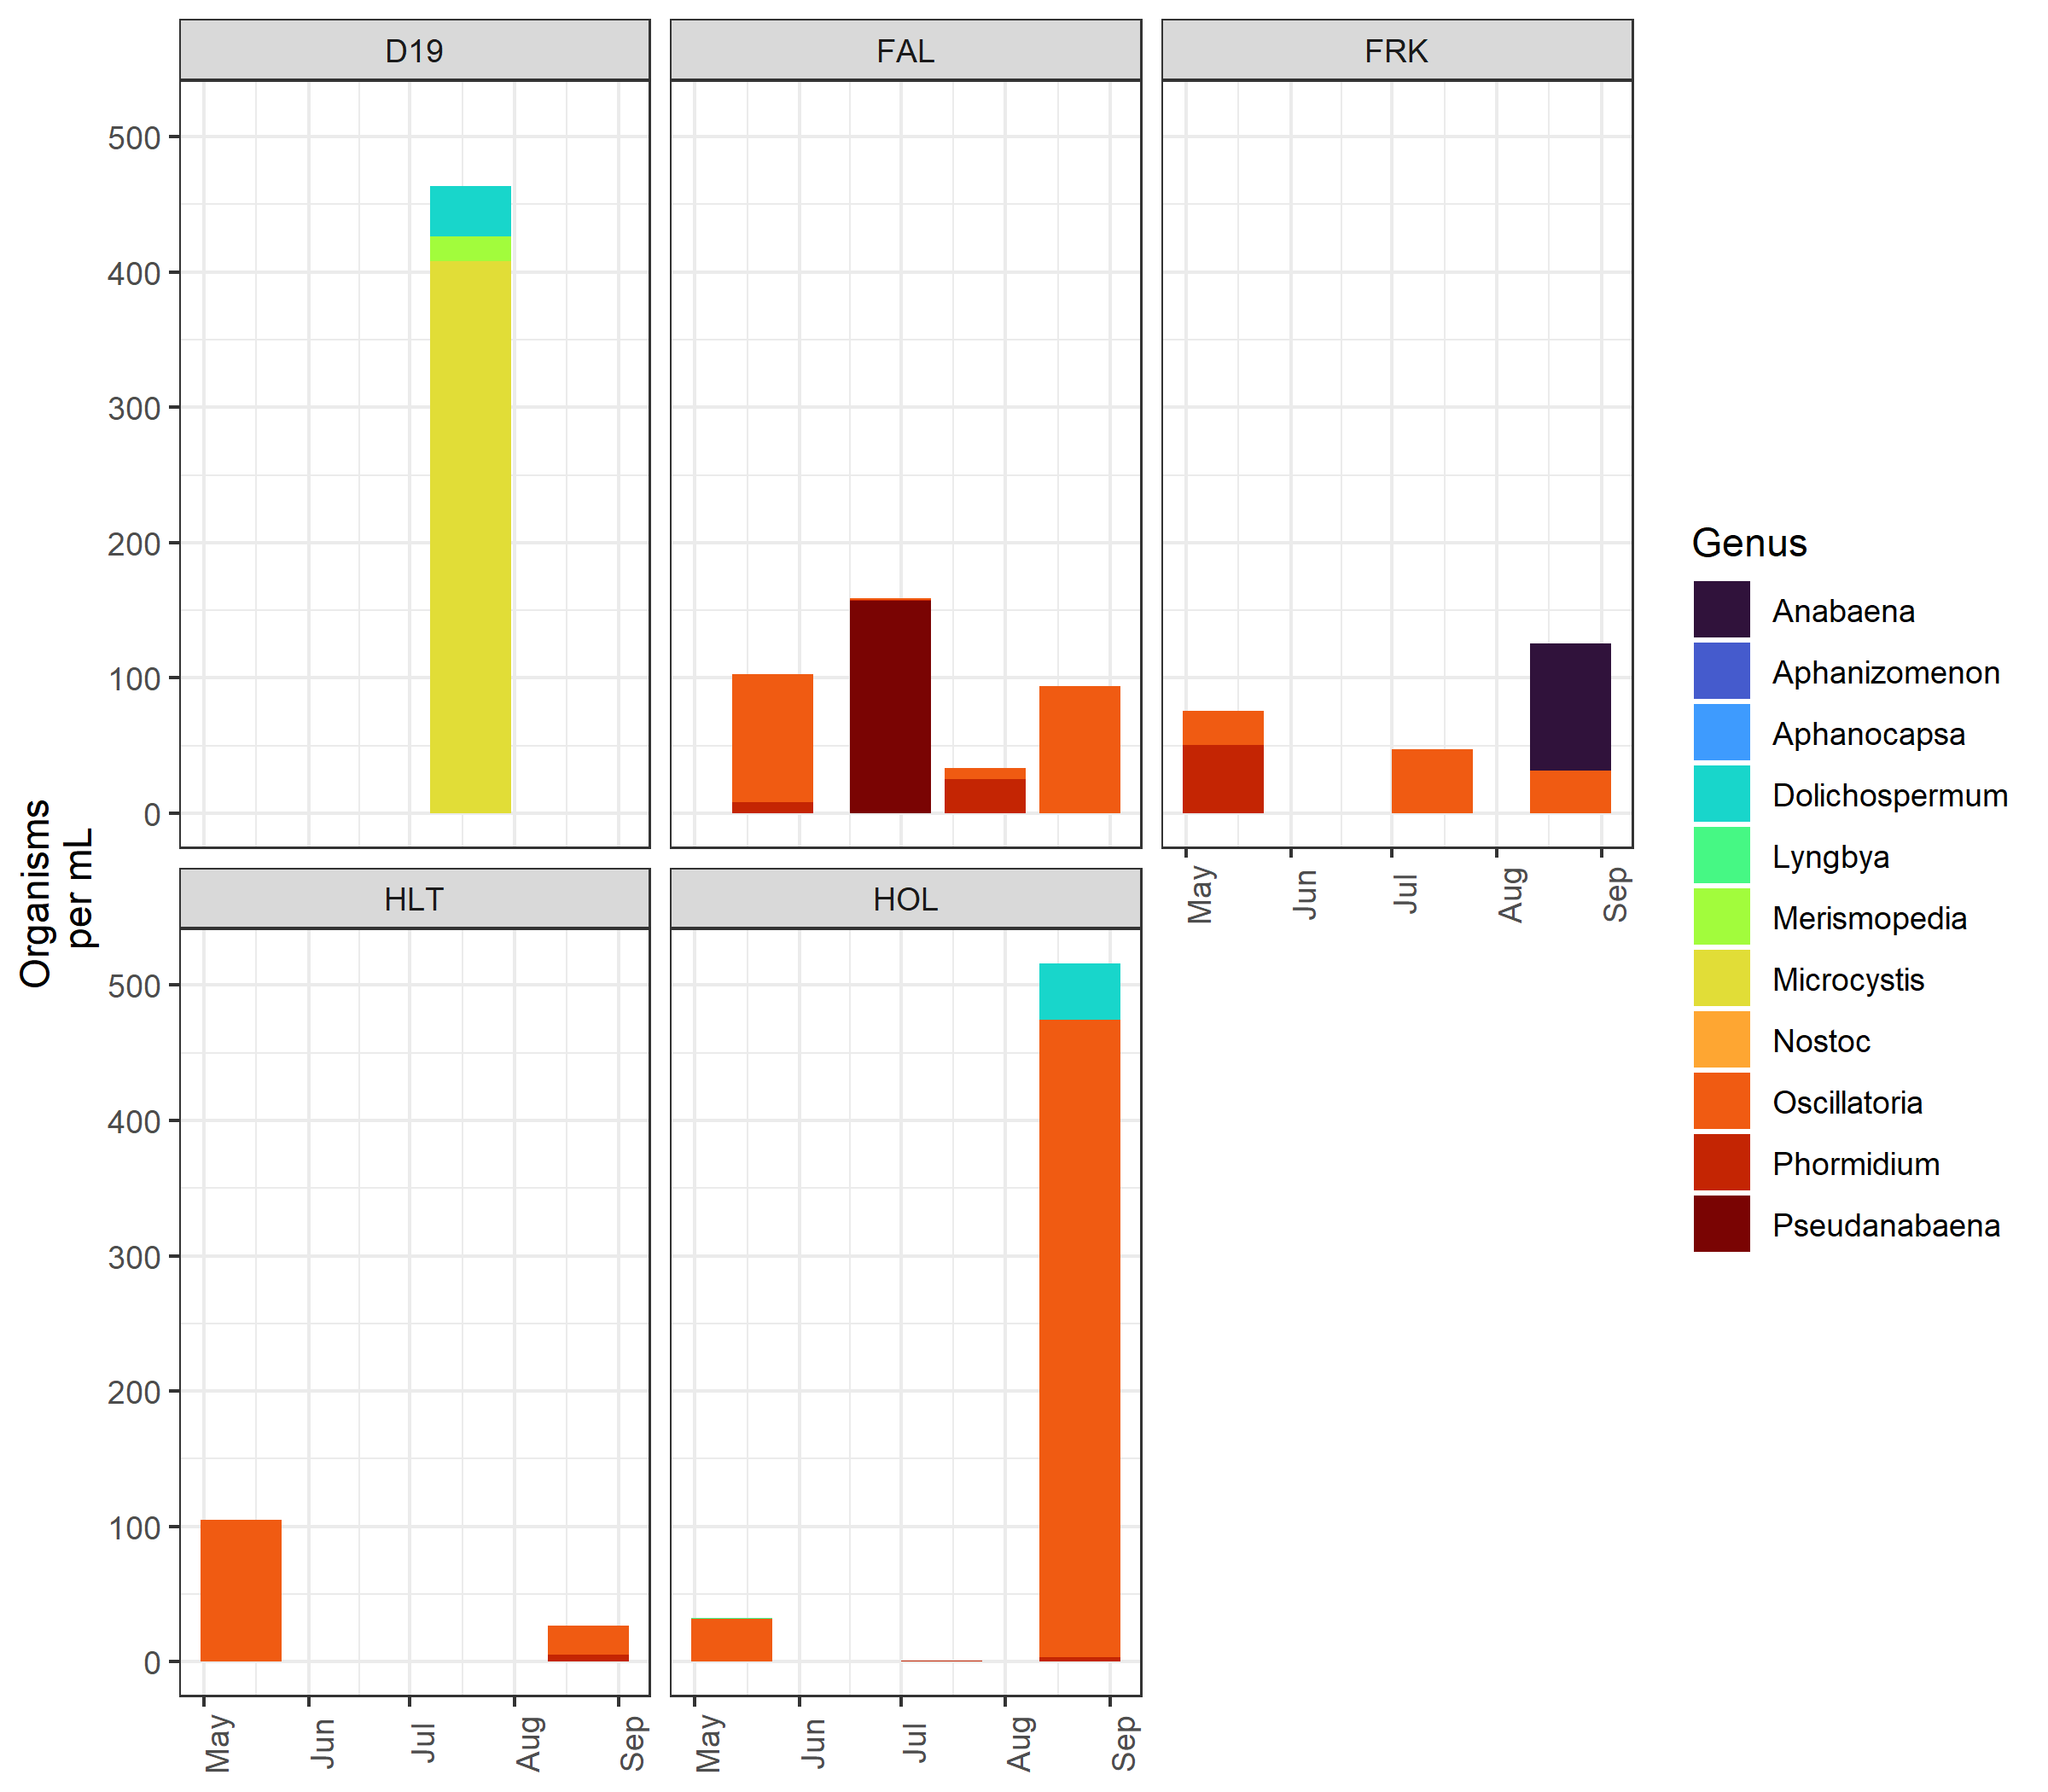 D19
FAL
FRK
500
400
300
200
100
0
May
Jun
Jul
Aug
Sep
Organisms
per mL
HLT
HOL
500
400
300
200
100
0
May
Jun
Jul
Aug
Sep
May
Jun
Jul
Aug
Sep
Genus
Anabaena
Aphanizomenon
Aphanocapsa
Dolichospermum
Lyngbya
Merismopedia
Microcystis
Nostoc
Oscillatoria
Phormidium
Pseudanabaena